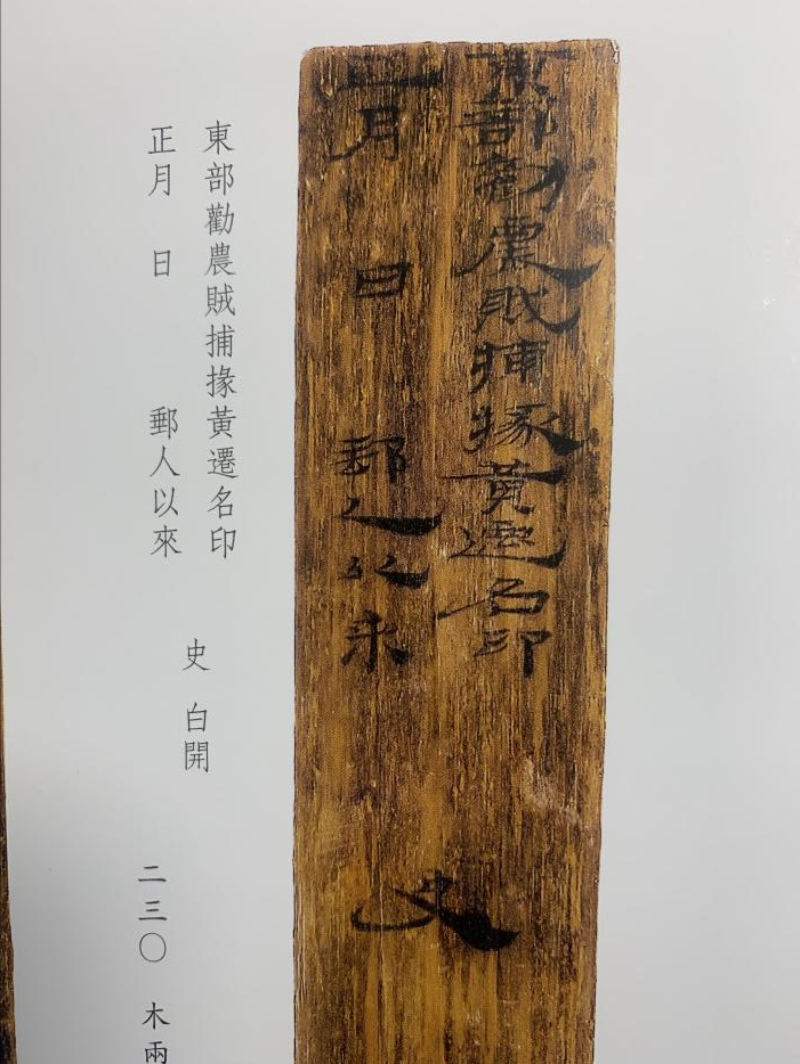 東部勸農賊捕掾黃遷名印
正月 日 郵人以來
史
東部勸農賊捕掾黃遷名印
正月 日 郵人以來
史 白開
二三〇 木兩